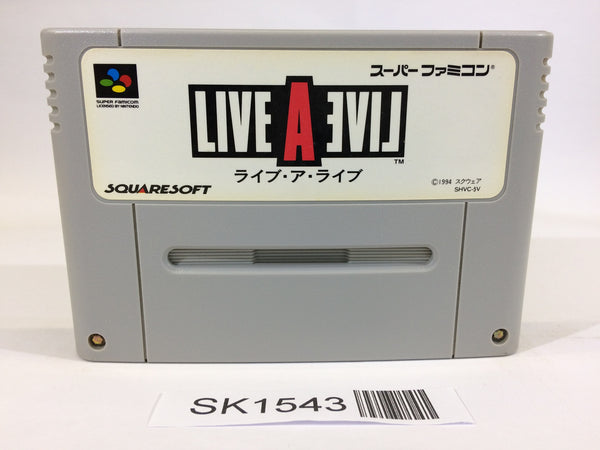 SUPER FAMICOM
LICENSED BY NINTENDO
スーパーファミコン®
LIVE A EVIL
TM
ライブ・ア・ライブ
SQUARESOFT
©1994 スクウェア
SHVC-5V
SK1543